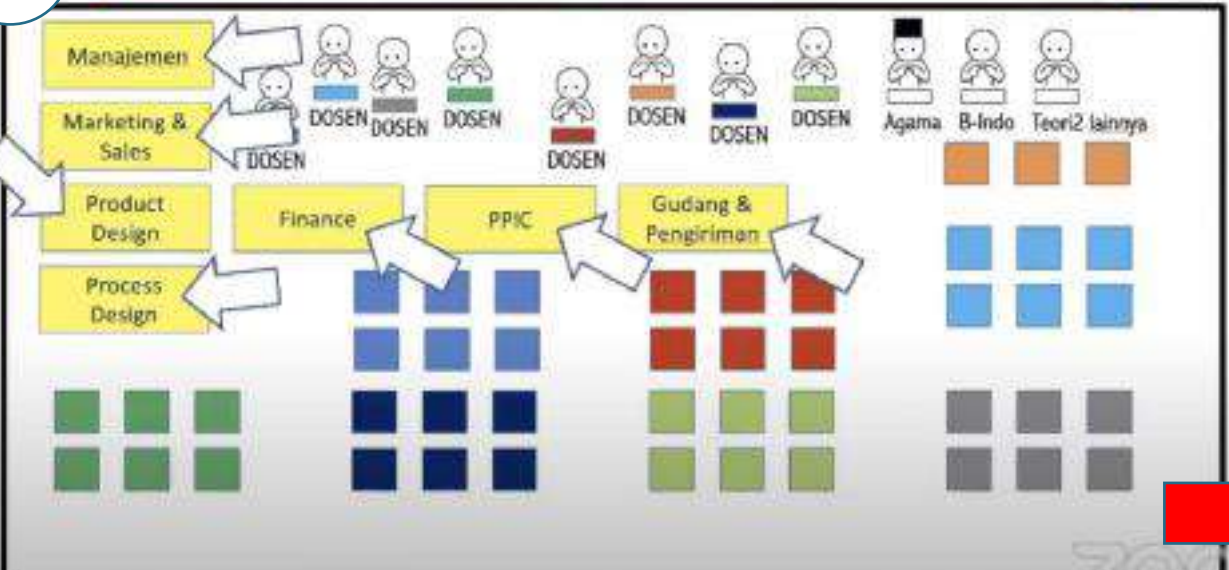 Manajemen
Marketing &
Sales
Product
Design
Process
Design
Finance
PPIC
Gudang &
Pengiriman
DOSEN
DOSEN
DOSEN
DOSEN
DOSEN
DOSEN
DOSEN
DOSEN
Agama
B-Indo
Teori2 lainnya